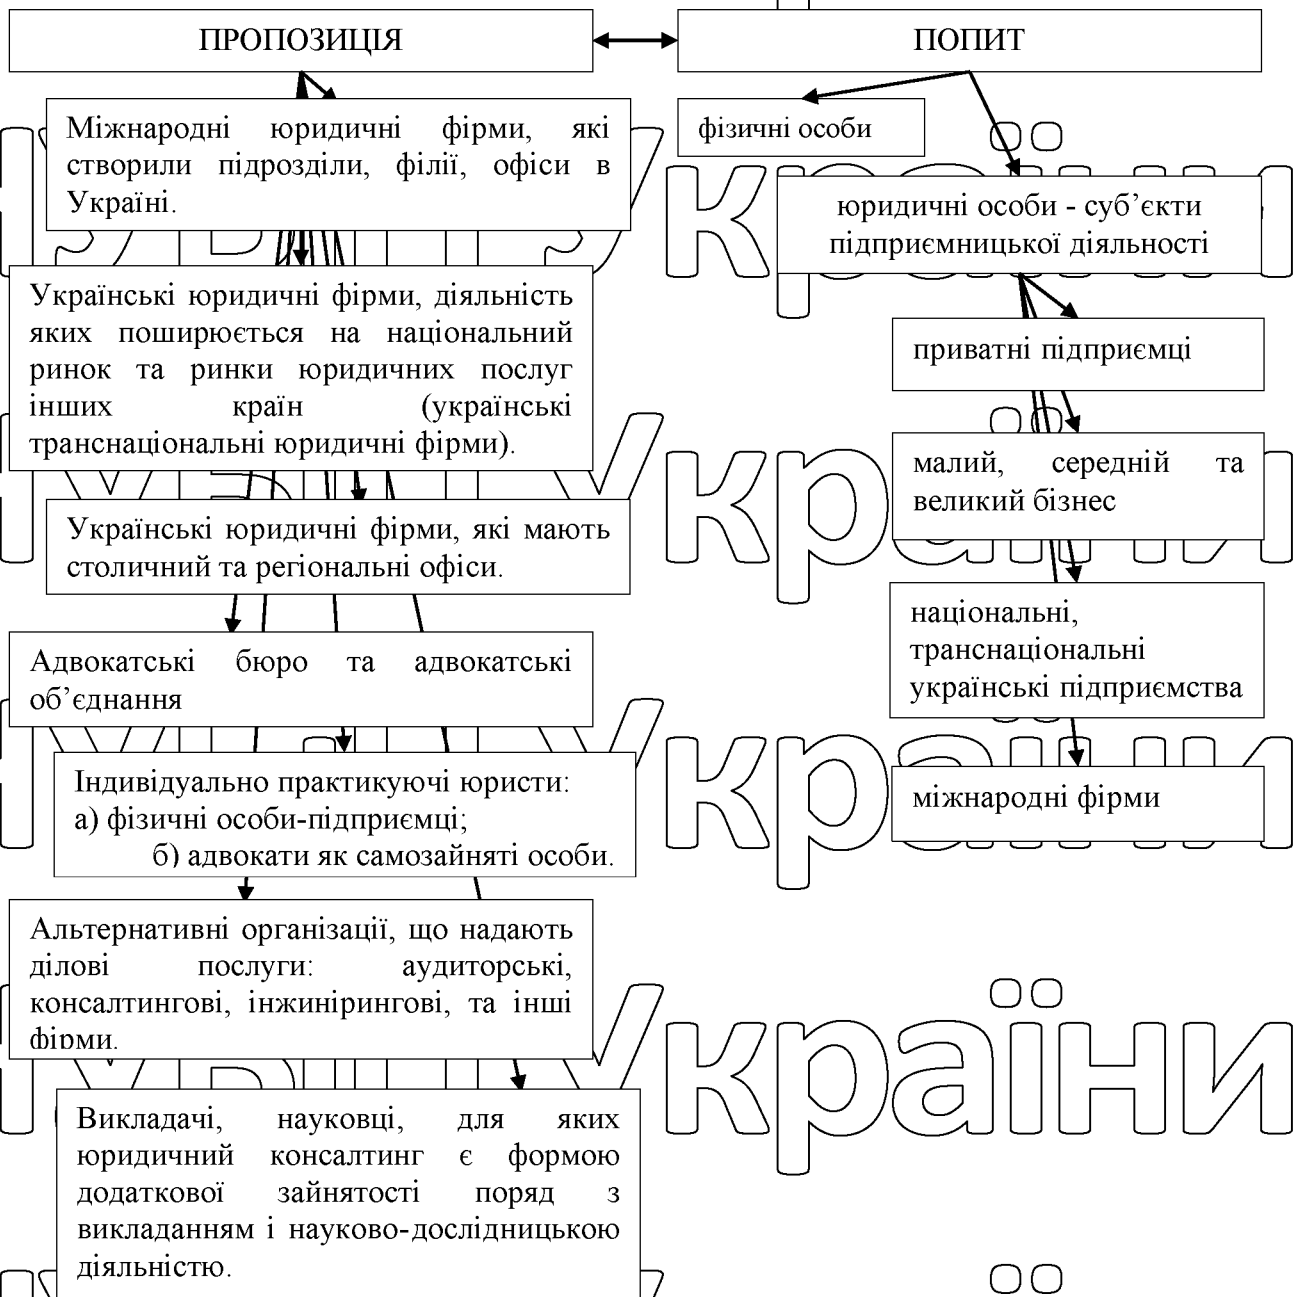 ПРОПОЗИЦІЯ
ПОПИТ
Міжнародні юридичні фірми, які
створили підрозділи, філії, офіси в
Україні.
Українські юридичні фірми, діяльність
яких поширюється на національний
ринок та ринки юридичних послуг
інших країн (українські
транснаціональні юридичні фірми).
Українські юридичні фірми, які мають
столичний та регіональні офіси.
Адвокатські бюро та адвокатські
об’єднання
Індивідуально практикуючі юристи:
а) фізичні особи-підприємці;
б) адвокати як самозайняті особи.
Альтернативні організації, що надають
ділові послуги: аудиторські,
консалтингові, інжинірингові, та інші
фірми.
Викладачі, науковці, для яких
юридичний консалтинг є формою
додаткової зайнятості поряд з
викладанням і науково-дослідницькою
діяльністю.
фізичні особи
юридичні особи - суб’єкти
підприємницької діяльності
приватні підприємці
малий, середній та
великий бізнес
національні,
транснаціональні
українські підприємства
міжнародні фірми
України
України
України
України